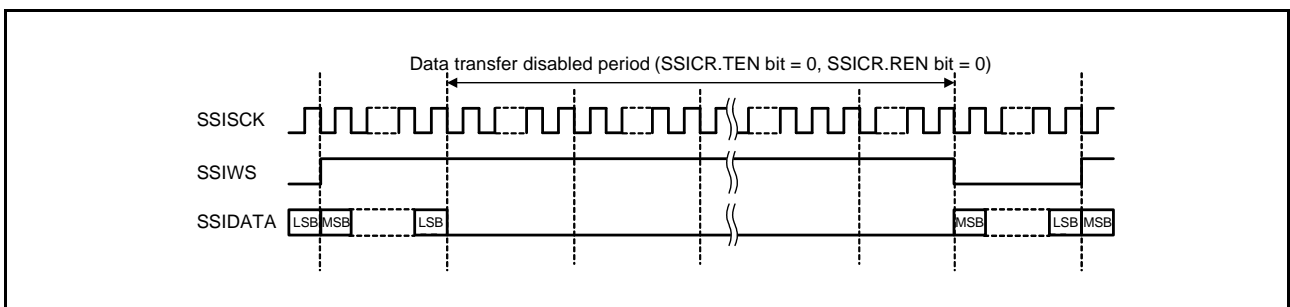 Data transfer disabled period (SSICR.TEN bit = 0, SSICR.REN bit = 0)
SSISCK
SSIWS
SSIDATA LSB MSB LSB MSB LSB MSB